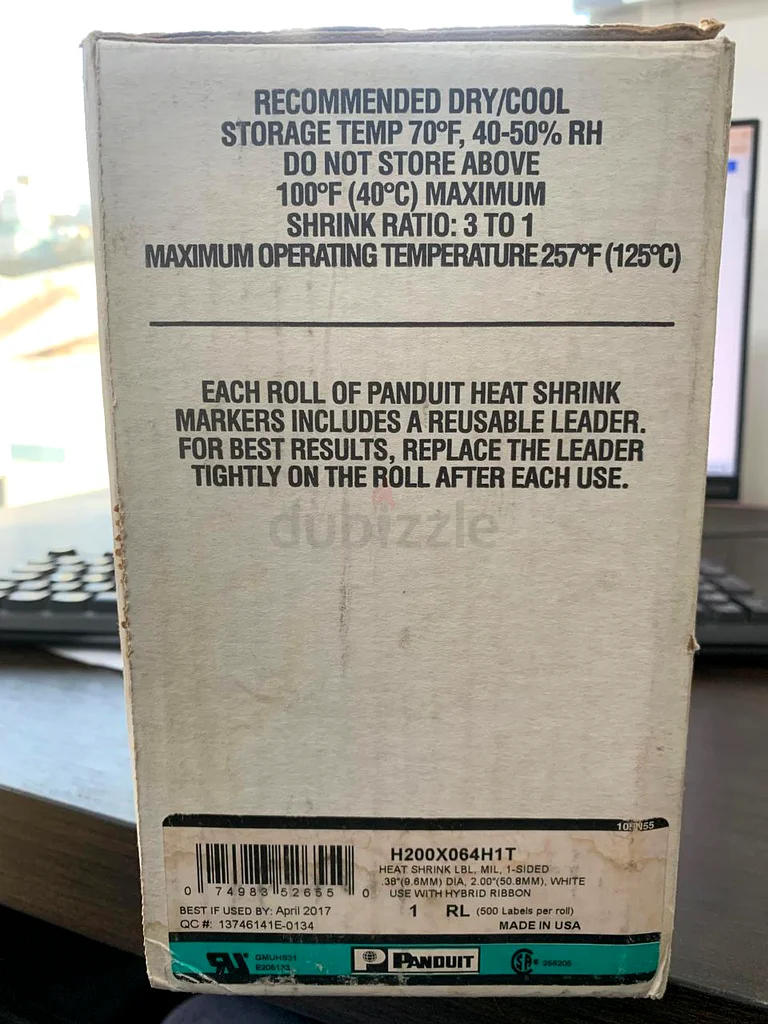 RECOMMENDED DRY/COOL
STORAGE TEMP 70°F, 40-50% RH
DO NOT STORE ABOVE
100°F (40°C) MAXIMUM
SHRINK RATIO: 3 TO 1
MAXIMUM OPERATING TEMPERATURE 257°F (125°C)
EACH ROLL OF PANDUIT HEAT SHRINK
MARKERS INCLUDES A REUSABLE LEADER.
FOR BEST RESULTS, REPLACE THE LEADER
TIGHTLY ON THE ROLL AFTER EACH USE.
dubizzle
H200X064H1T
HEAT SHRINK LBL, MIL, 1-SIDED
.38"(9.6MM) DIA, 2.00"(50.8MM), WHITE
USE WITH HYBRID RIBBON
0 74983 52655 0
1 RL (500 Labels per roll)
BEST IF USED BY: April 2017
QC #: 13746141E-0134
MADE IN USA
PANDUIT